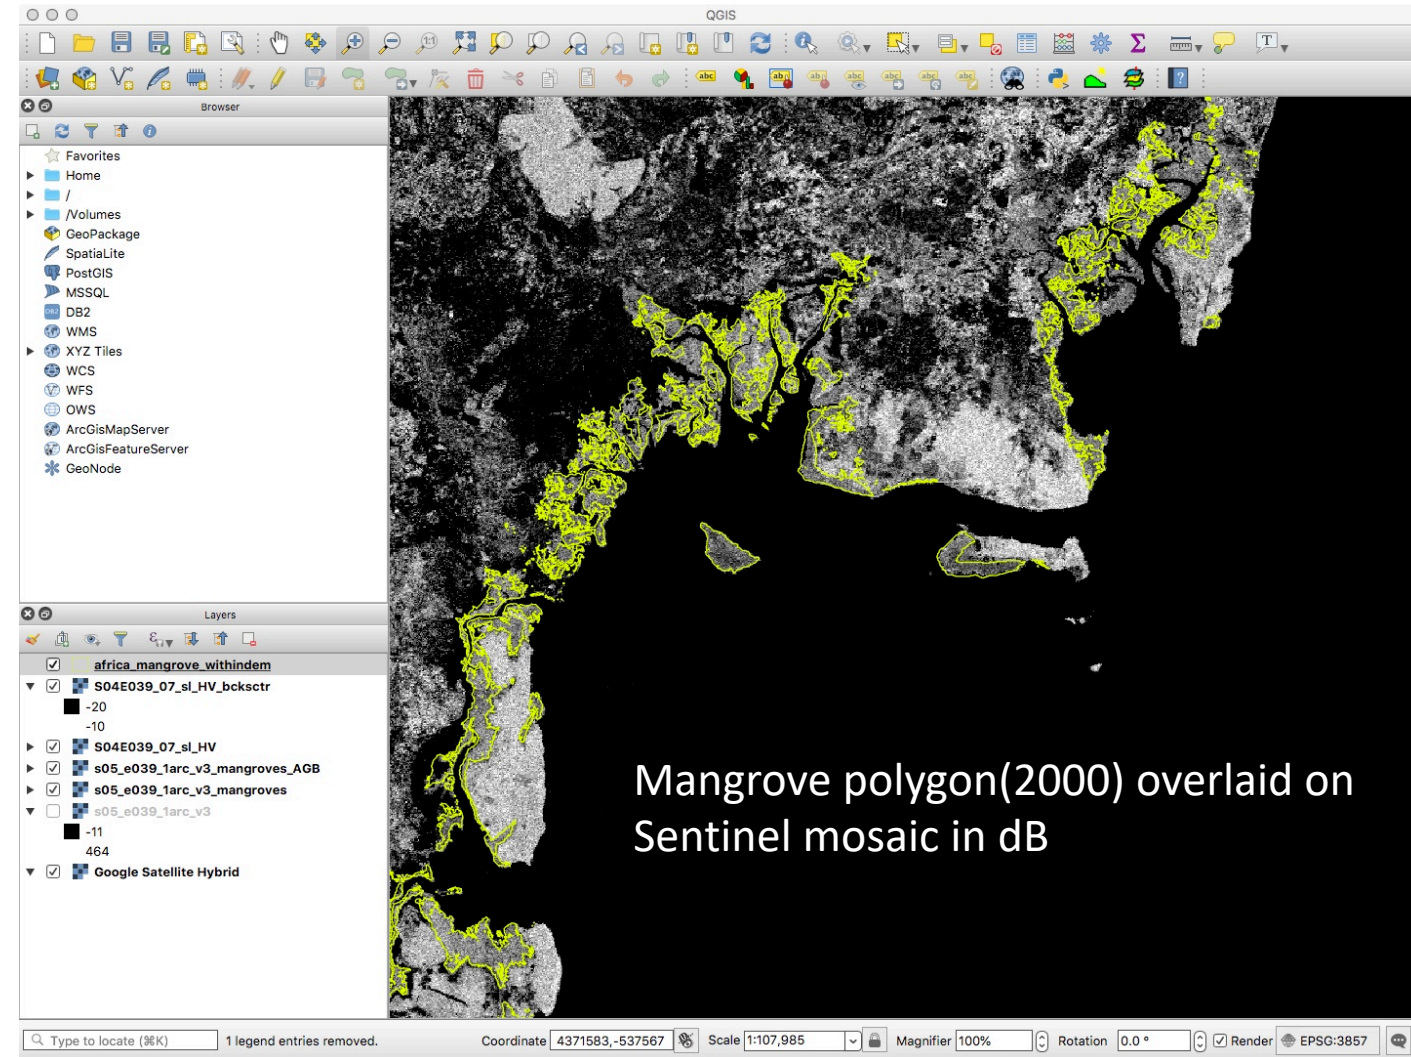 QGIS
Browser
Favorites
Home
/
/Volumes
GeoPackage
SpatiaLite
PostGIS
MSSQL
DB2
WMS
XYZ Tiles
WCS
WFS
OWS
ArcGisMapServer
ArcGisFeatureServer
GeoNode
Layers
africa_mangrove_withindem
S04E039_07_sl_HV_bcksctr
-20
-10
S04E039_07_sl_HV
s05_e039_1arc_v3_mangroves_AGB
s05_e039_1arc_v3_mangroves
s05_e039_1arc_v3
-11
464
Google Satellite Hybrid
Mangrove polygon(2000) overlaid on
Sentinel mosaic in dB
Type to locate (⌘K) 1 legend entries removed. Coordinate 4371583,-537567 Scale 1:107,985 Magnifier 100% Rotation 0.0 ° Render EPSG:3857